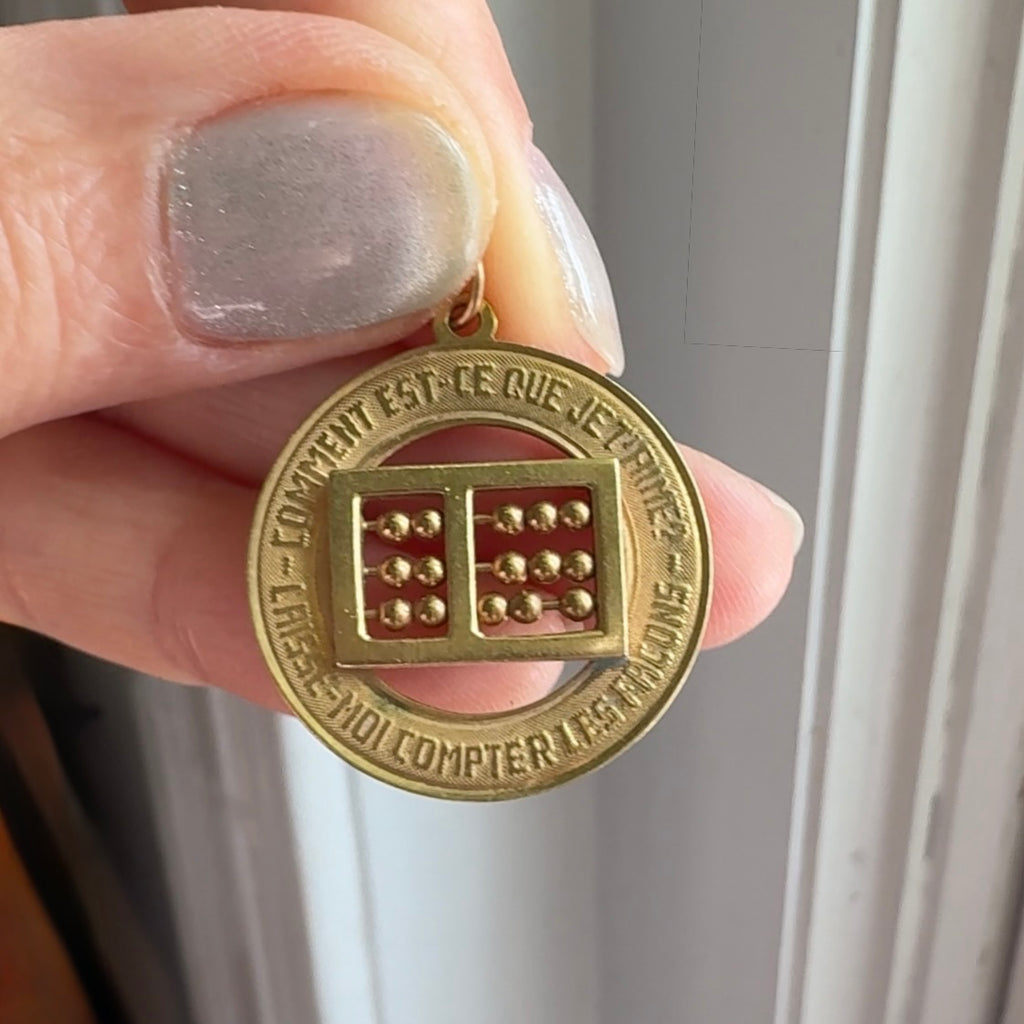 COMMENT EST-CE QUE JE T'AIME?
LAISSE-MOI COMPTER LES FAÇONS